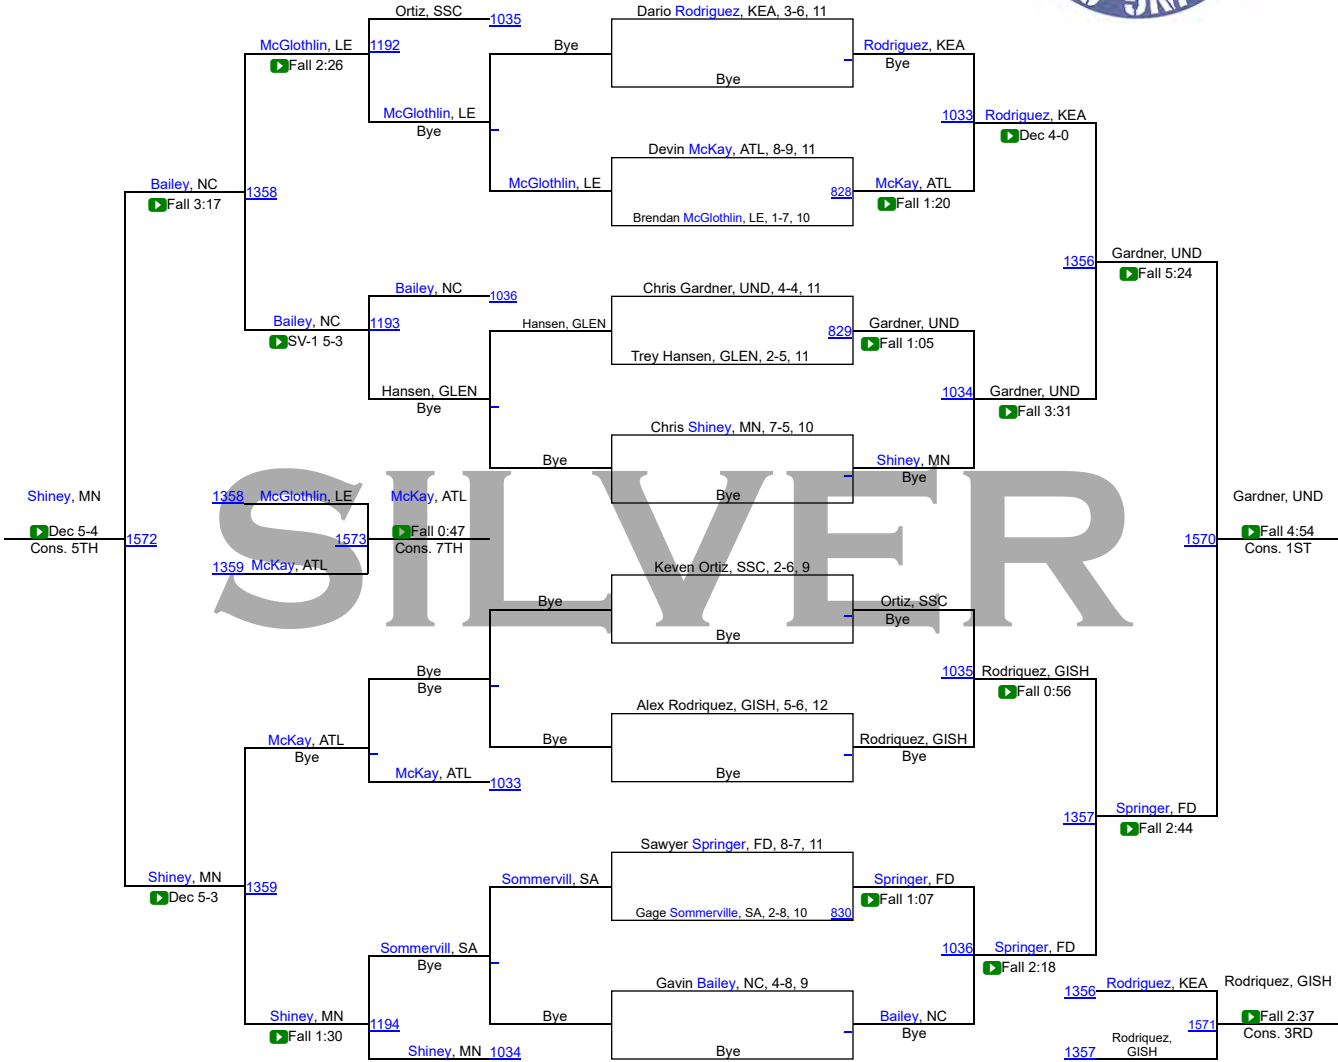 Ortiz, SSC
1035
Dario Rodriguez, KEA, 3-6, 11
McGlothlin, LE
1192
Bye
Rodriguez, KEA
Fall 2:26
Bye
Bye
McGlothlin, LE
1033
Rodriguez, KEA
Bye
Dec 4-0
Devin McKay, ATL, 8-9, 11
Bailey, NC
1358
McGlothlin, LE
828
McKay, ATL
Fall 3:17
Fall 1:20
Brendan McGlothlin, LE, 1-7, 10
1356
Gardner, UND
Fall 5:24
Bailey, NC
1036
Chris Gardner, UND, 4-4, 11
Bailey, NC
1193
Hansen, GLEN
829
Gardner, UND
SV-1 5-3
Fall 1:05
Trey Hansen, GLEN, 2-5, 11
Hansen, GLEN
1034
Gardner, UND
Bye
Fall 3:31
Chris Shiney, MN, 7-5, 10
Bye
Shiney, MN
Bye
Shiney, MN
1358
McGlothlin, LE
McKay, ATL
Bye
Gardner, UND
Dec 5-4
Cons. 5TH
1572
1573
Fall 0:47
Cons. 7TH
SILVER
1570
Fall 4:54
Cons. 1ST
1359
McKay, ATL
Keven Ortiz, SSC, 2-6, 9
Bye
Ortiz, SSC
Bye
Bye
Bye
Bye
1035
Rodriquez, GISH
Fall 0:56
Alex Rodriquez, GISH, 5-6, 12
McKay, ATL
Bye
Bye
Rodriquez, GISH
Bye
McKay, ATL
1033
Bye
1357
Springer, FD
Fall 2:44
Sawyer Springer, FD, 8-7, 11
Shiney, MN
1359
Sommervill, SA
Springer, FD
Dec 5-3
Fall 1:07
Gage Sommerville, SA, 2-8, 10
830
Sommervill, SA
Bye
1036
Springer, FD
Fall 2:18
Gavin Bailey, NC, 4-8, 9
1356
Rodriguez, KEA
Rodriquez, GISH
Shiney, MN
1194
Bye
Bailey, NC
1571
Fall 2:37
Fall 1:30
Bye
Cons. 3RD
Shiney, MN
1034
Bye
1357
Rodriquez,
GISH